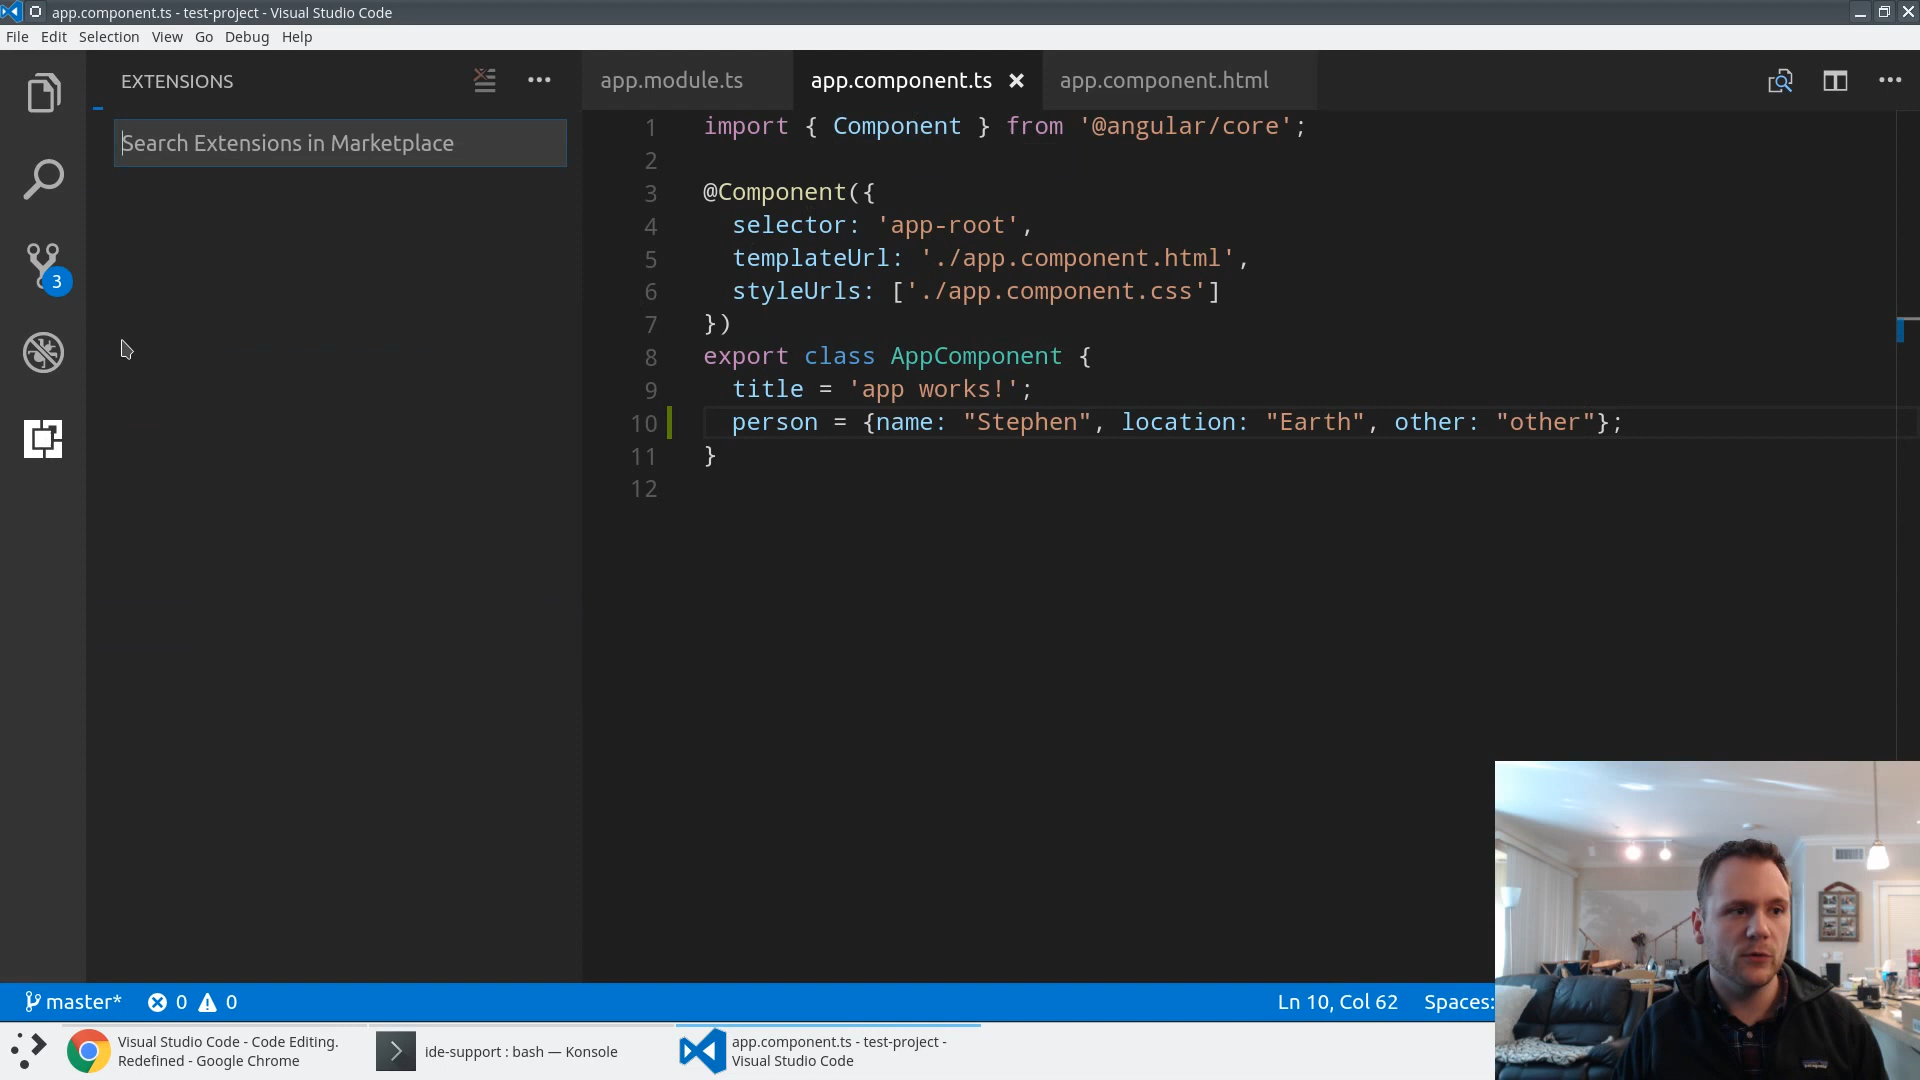 app.component.ts - test-project - Visual Studio Code
File Edit Selection View Go Debug Help
EXTENSIONS
Search Extensions in Marketplace
3
app.module.ts app.component.ts app.component.html
1 import { Component } from '@angular/core';
2
3 @Component({
4 selector: 'app-root',
5 templateUrl: './app.component.html',
6 styleUrls: ['./app.component.css']
7 })
8 export class AppComponent {
9 title = 'app works!';
10 person = {name: "Stephen", location: "Earth", other: "other"};
11 }
12
master* 0 0 Ln 10, Col 62 Spaces:
Visual Studio Code - Code Editing.
Redefined - Google Chrome
ide-support : bash — Konsole
app.component.ts - test-project -
Visual Studio Code